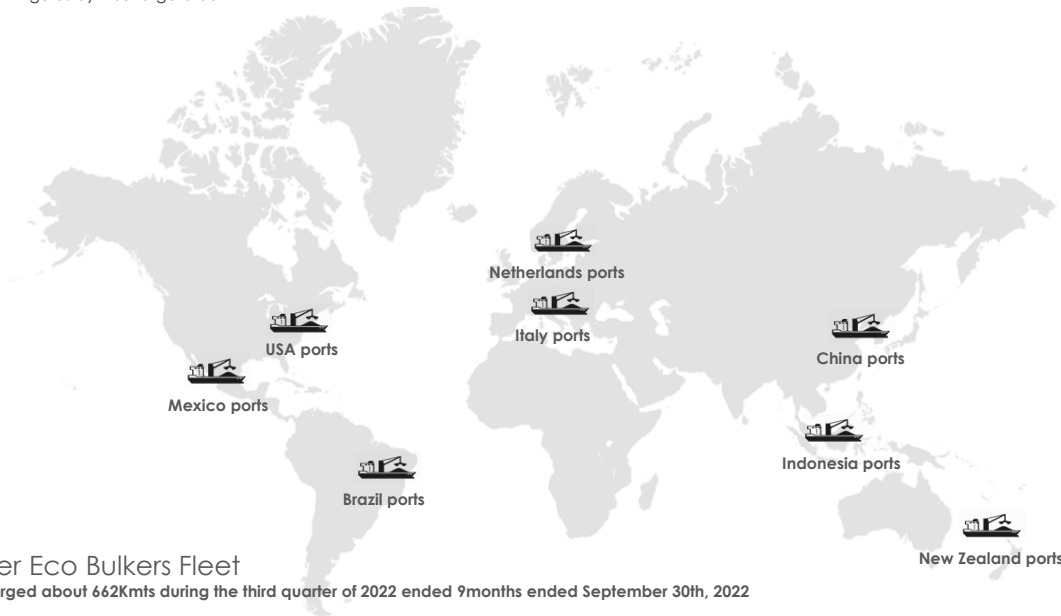 Netherlands ports
Italy ports
USA ports
China ports
Mexico ports
Indonesia ports
Brazil ports
New Zealand ports
er Eco Bulkers Fleet
rged about 662Kmts during the third quarter of 2022 ended 9months ended September 30th, 2022